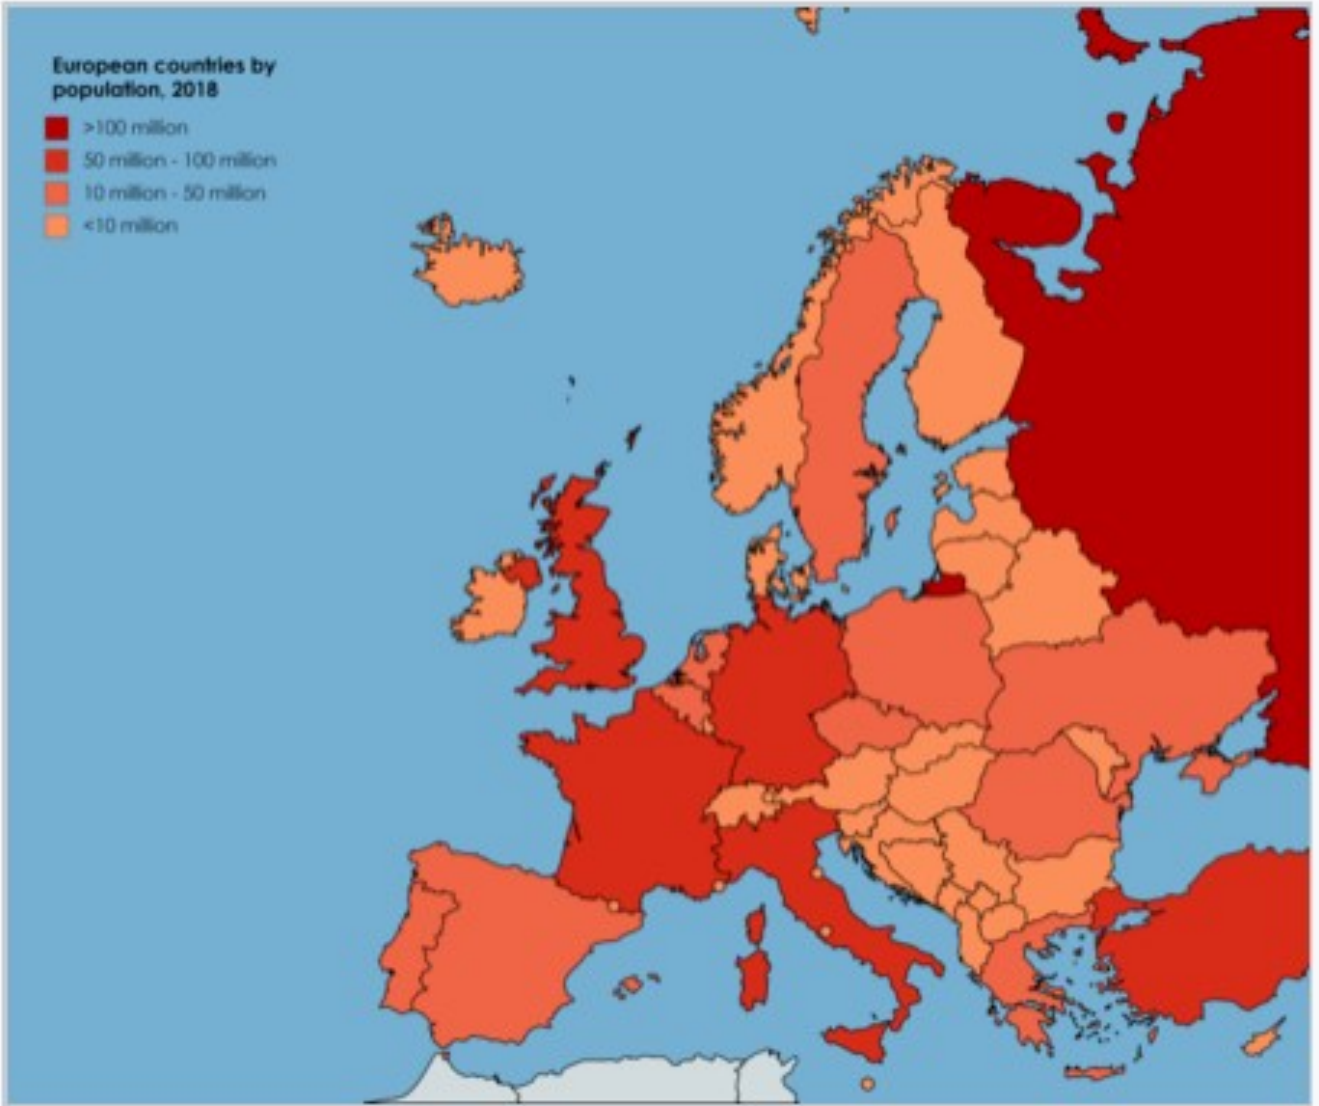 European countries by
population, 2018
>100 million
50 million - 100 million
10 million - 50 million
<10 million